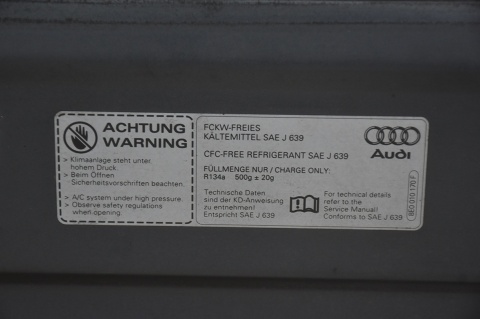 ACHTUNG
WARNING
> Klimaanlage steht unter
hohem Druck.
> Beim Öffnen
Sicherheitsvorschriften beachten.
> A/C system under high pressure.
> Observe safety regulations
when opening.
FCKW-FREIES
KÄLTEMITTEL SAE J 639
CFC-FREE REFRIGERANT SAE J 639
FÜLLMENGE NUR / CHARGE ONLY:
R134a 500g ± 20g
Technische Daten
sind der KD-Anweisung
zu entnehmen!
Entspricht SAE J 639
For technical details
refer to the
Service Manual!
Conforms to SAE J 639
Audi
8E0 010 170 F